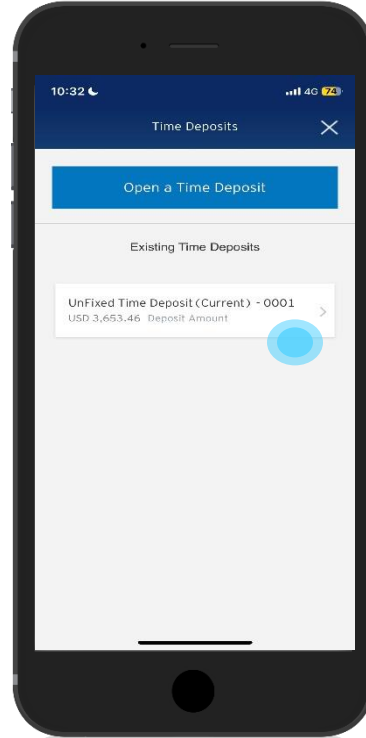 10:32 4G 74
Time Deposits
Open a Time Deposit
Existing Time Deposits
UnFixed Time Deposit (Current) - 0001
USD 3,653.46 Deposit Amount